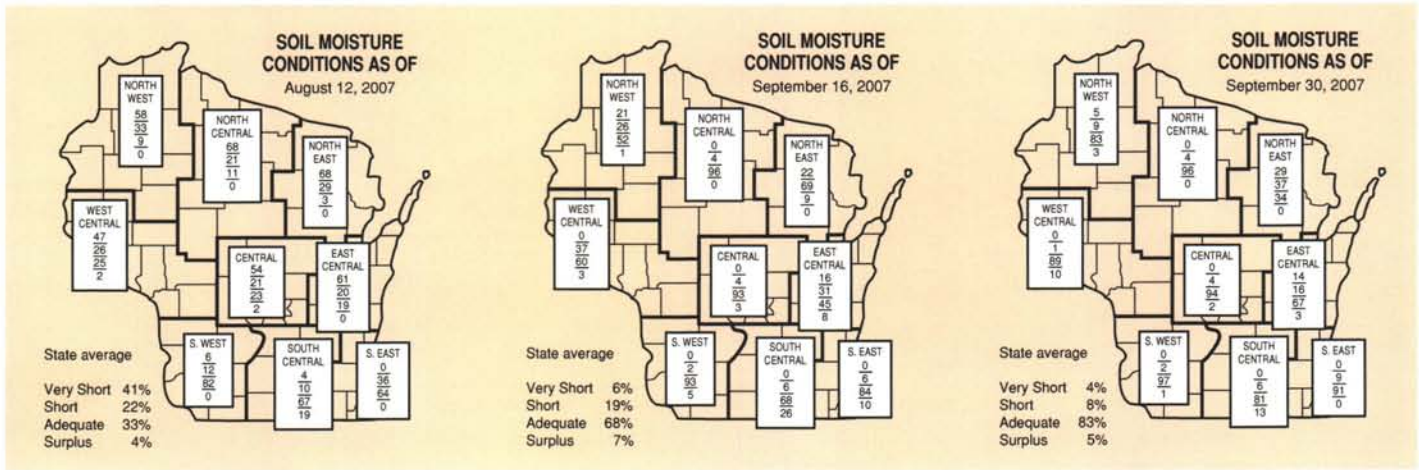 SOIL MOISTURE
CONDITIONS AS OF
August 12, 2007
NORTH
WEST
58
33
9
0
NORTH
CENTRAL
68
21
11
0
NORTH
EAST
68
29
3
0
WEST
CENTRAL
47
26
25
2
CENTRAL
54
21
23
2
EAST
CENTRAL
61
20
19
0
S. WEST
6
12
82
0
SOUTH
CENTRAL
4
10
67
19
S. EAST
0
36
64
0
State average
Very Short 41%
Short 22%
Adequate 33%
Surplus 4%
SOIL MOISTURE
CONDITIONS AS OF
September 16, 2007
NORTH
WEST
21
26
52
1
NORTH
CENTRAL
0
4
96
0
NORTH
EAST
22
69
9
0
WEST
CENTRAL
0
37
60
3
CENTRAL
0
4
93
3
EAST
CENTRAL
16
31
45
8
S. WEST
0
2
93
5
SOUTH
CENTRAL
0
6
68
26
S. EAST
0
6
84
10
State average
Very Short 6%
Short 19%
Adequate 68%
Surplus 7%
SOIL MOISTURE
CONDITIONS AS OF
September 30, 2007
NORTH
WEST
5
9
83
3
NORTH
CENTRAL
0
4
96
0
NORTH
EAST
29
37
34
0
WEST
CENTRAL
0
1
89
10
CENTRAL
0
4
94
2
EAST
CENTRAL
14
16
67
3
S. WEST
0
2
97
1
SOUTH
CENTRAL
0
6
81
13
S. EAST
0
9
91
0
State average
Very Short 4%
Short 8%
Adequate 83%
Surplus 5%